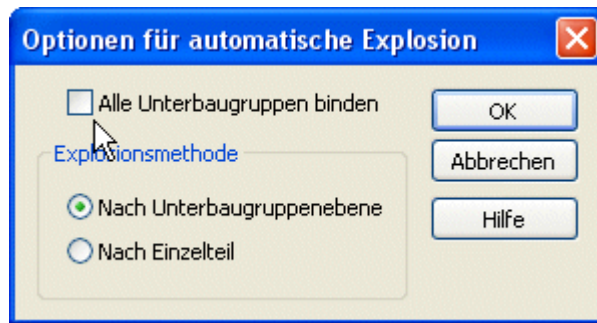 Optionen für automatische Explosion
Alle Unterbaugruppen binden
OK
Explosionsmethode
Abbrechen
Nach Unterbaugruppenebene
Hilfe
Nach Einzelteil